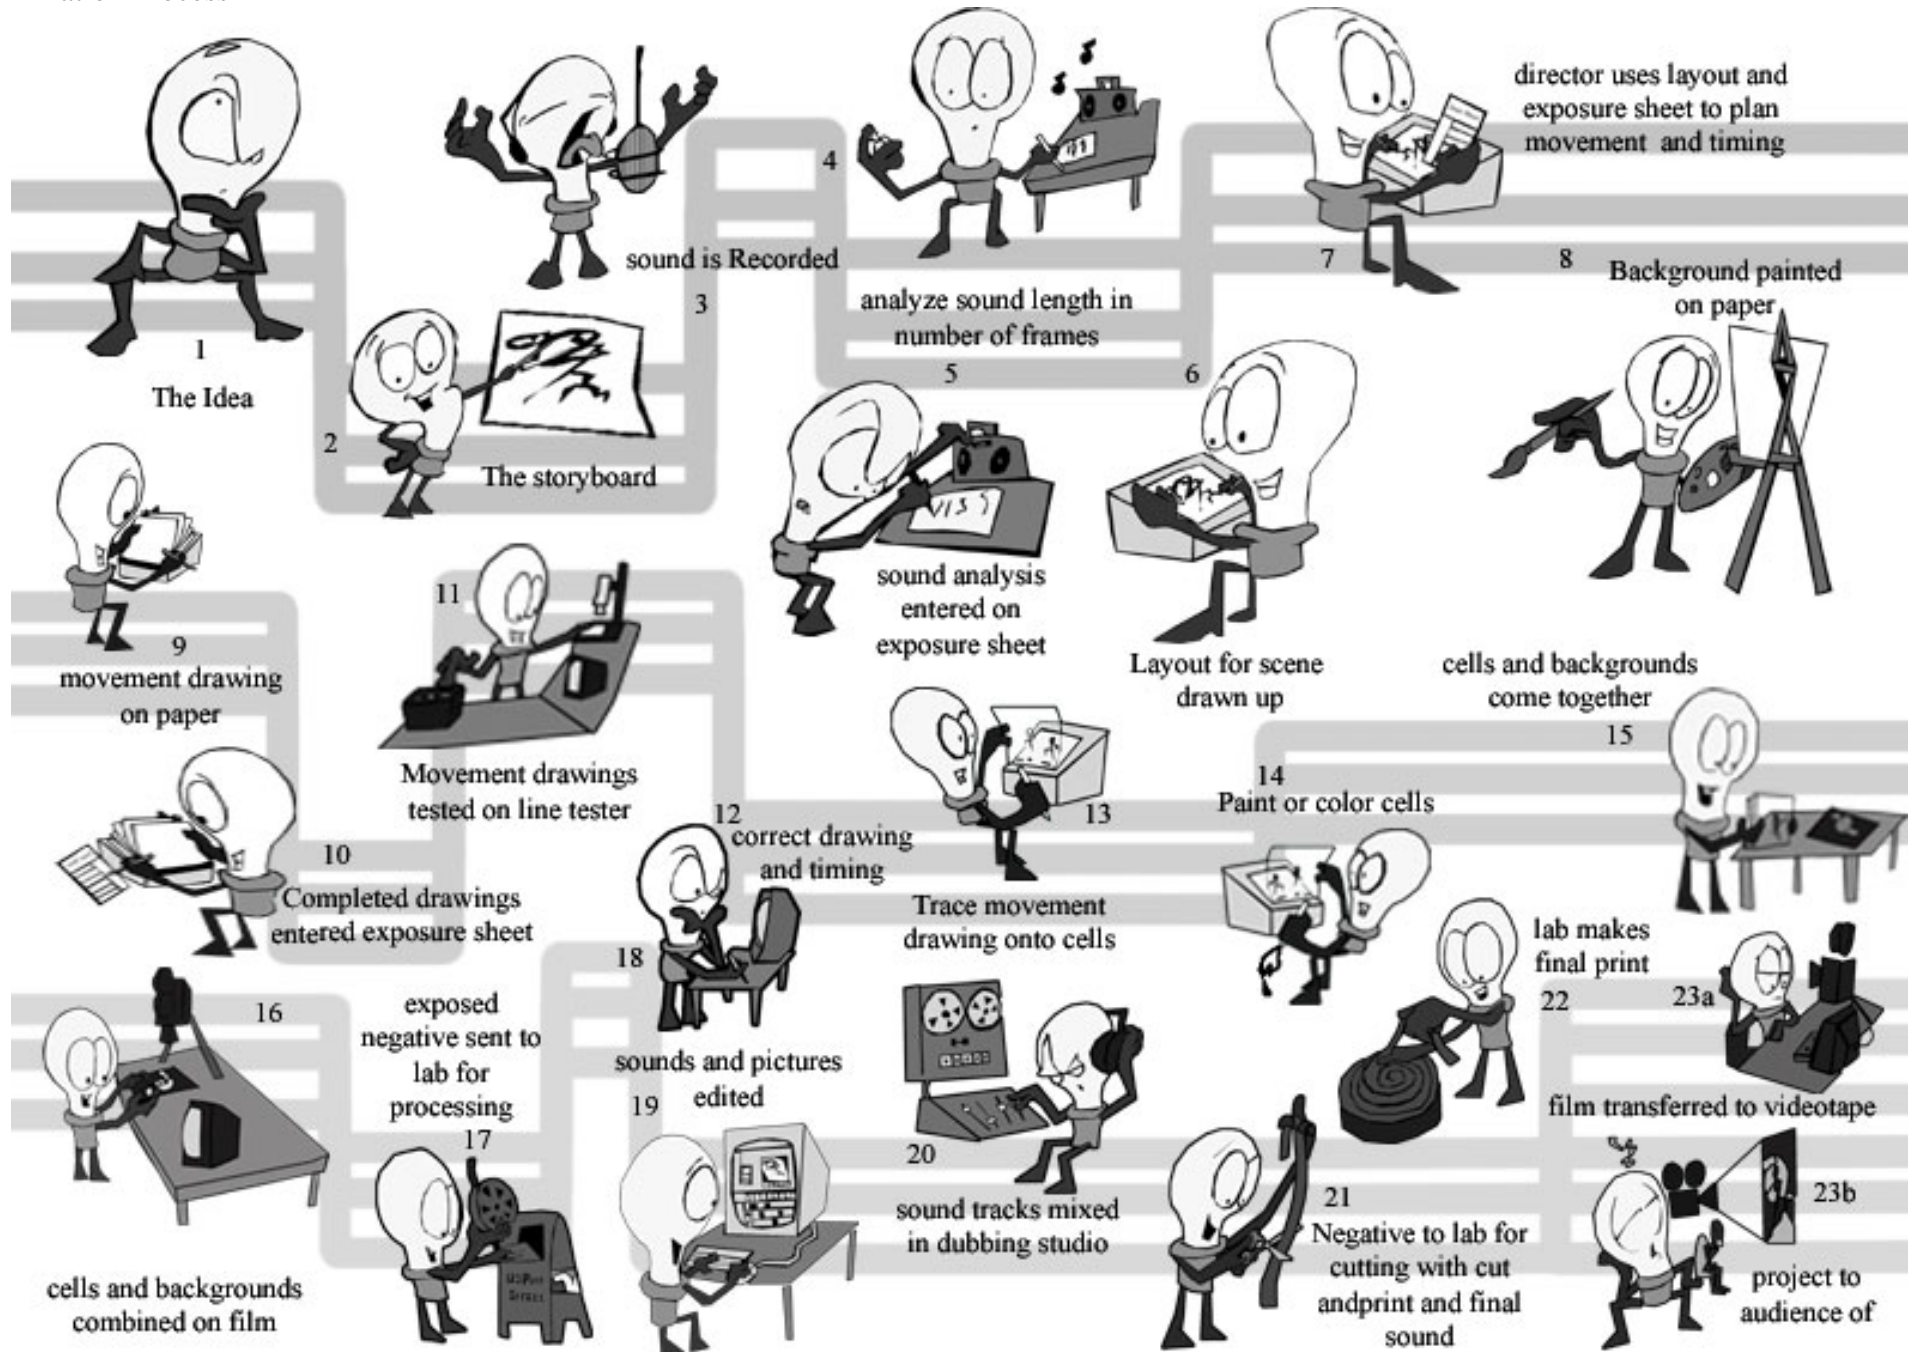 1
The Idea
2
The storyboard
3
sound is Recorded
4
analyze sound length in
number of frames
5
sound analysis
entered on
exposure sheet
6
Layout for scene
drawn up
7
director uses layout and
exposure sheet to plan
movement and timing
8
Background painted
on paper
9
movement drawing
on paper
10
Completed drawings
entered exposure sheet
11
Movement drawings
tested on line tester
12
correct drawing
and timing
13
Trace movement
drawing onto cells
14
Paint or color cells
cells and backgrounds
come together
15
16
cells and backgrounds
combined on film
exposed
negative sent to
lab for
processing
17
18
sounds and pictures
edited
19
20
sound tracks mixed
in dubbing studio
21
Negative to lab for
cutting with cut
andprint and final
sound
lab makes
final print
22
23a
film transferred to videotape
23b
project to
audience of